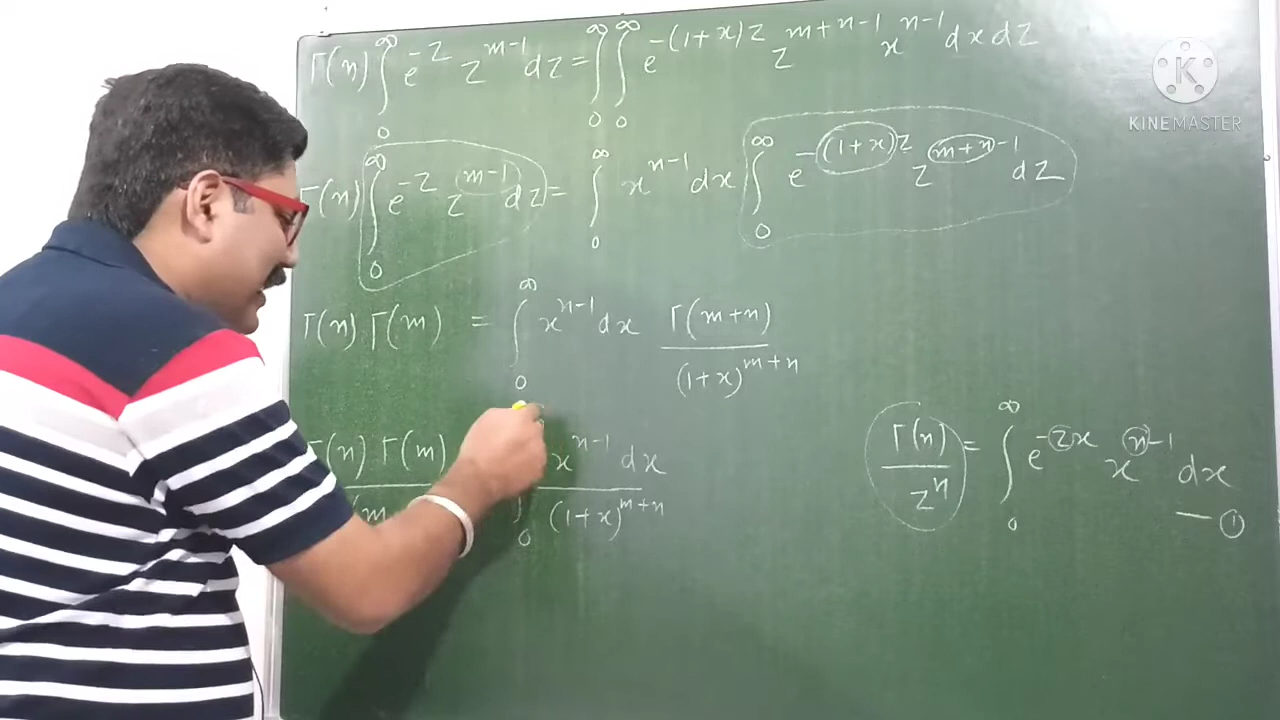 Γ(n) ∫₀^∞ e^{-z} z^{m-1} dz = ∫₀^∞ ∫₀^∞ e^{-(1+x)z} z^{m+n-1} x^{n-1} dx dz
K
KINEMASTER
Γ(n) ∫₀^∞ e^{-z} z^{m-1} dz = ∫₀^∞ x^{n-1} dx ∫₀^∞ e^{-(1+x)z} z^{m+n-1} dz
Γ(n) Γ(m) = ∫₀^∞ x^{n-1} dx Γ(m+n) / (1+x)^{m+n}
Γ(n) Γ(m) / (m ∫₀ x^{n-1} dx / (1+x)^{m+n}
Γ(n) / z^n = ∫₀^∞ e^{-zx} x^{n-1} dx
— ①